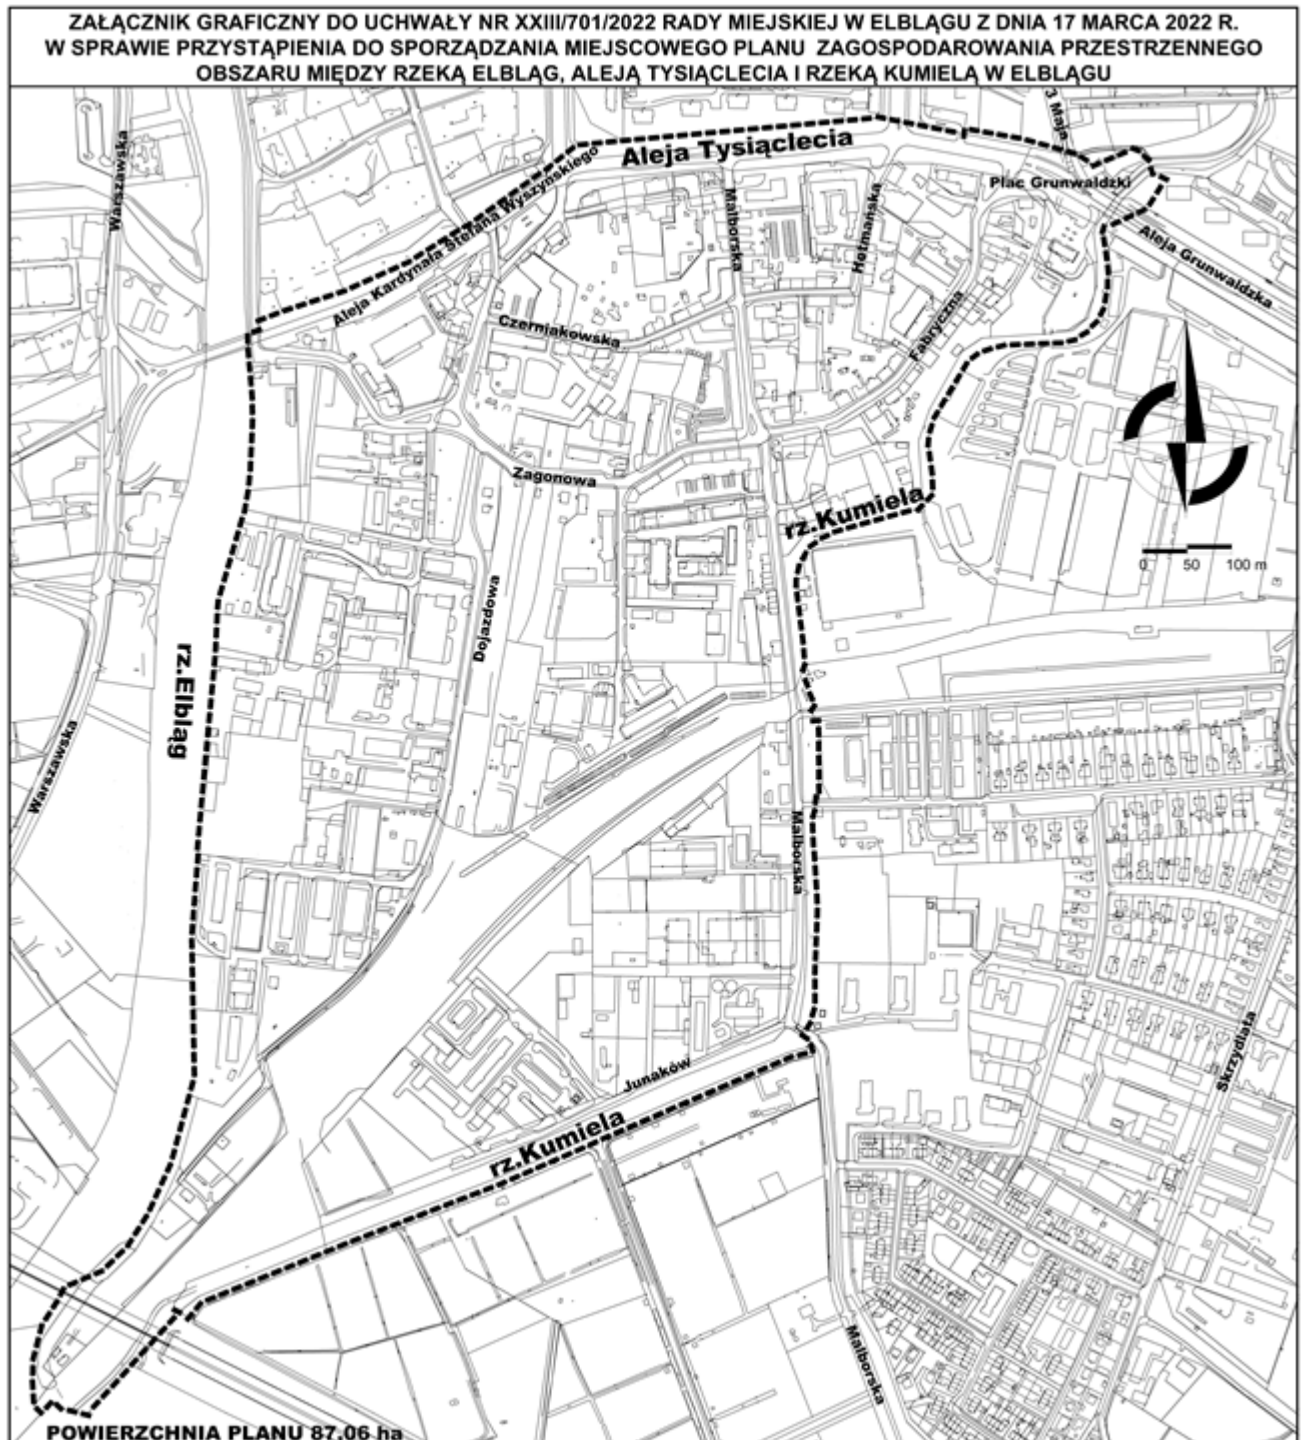 ZAŁĄCZNIK GRAFICZNY DO UCHWAŁY NR XXIII/701/2022 RADY MIEJSKIEJ W ELBLĄGU Z DNIA 17 MARCA 2022 R.
W SPRAWIE PRZYSTĄPIENIA DO SPORZĄDZANIA MIEJSCOWEGO PLANU ZAGOSPODAROWANIA PRZESTRZENNEGO
OBSZARU MIĘDZY RZEKĄ ELBLĄG, ALEJĄ TYSIĄCLECIA I RZEKĄ KUMIELĄ W ELBLĄGU
3 Maja
Warszawska
Aleja Tysiąclecia
Aleja Kardynała Stefana Wyszyńskiego
Plac Grunwaldzki
Malborska
Hetmańska
Aleja Grunwaldzka
Czerniakowska
Fabryczna
Zagonowa
rz.Kumiela
0 50 100 m
Dojazdowa
rz.Elbląg
Warszawska
Malborska
Skrzydlata
Junaków
rz.Kumiela
Malborska
POWIERZCHNIA PLANU 87.06 ha